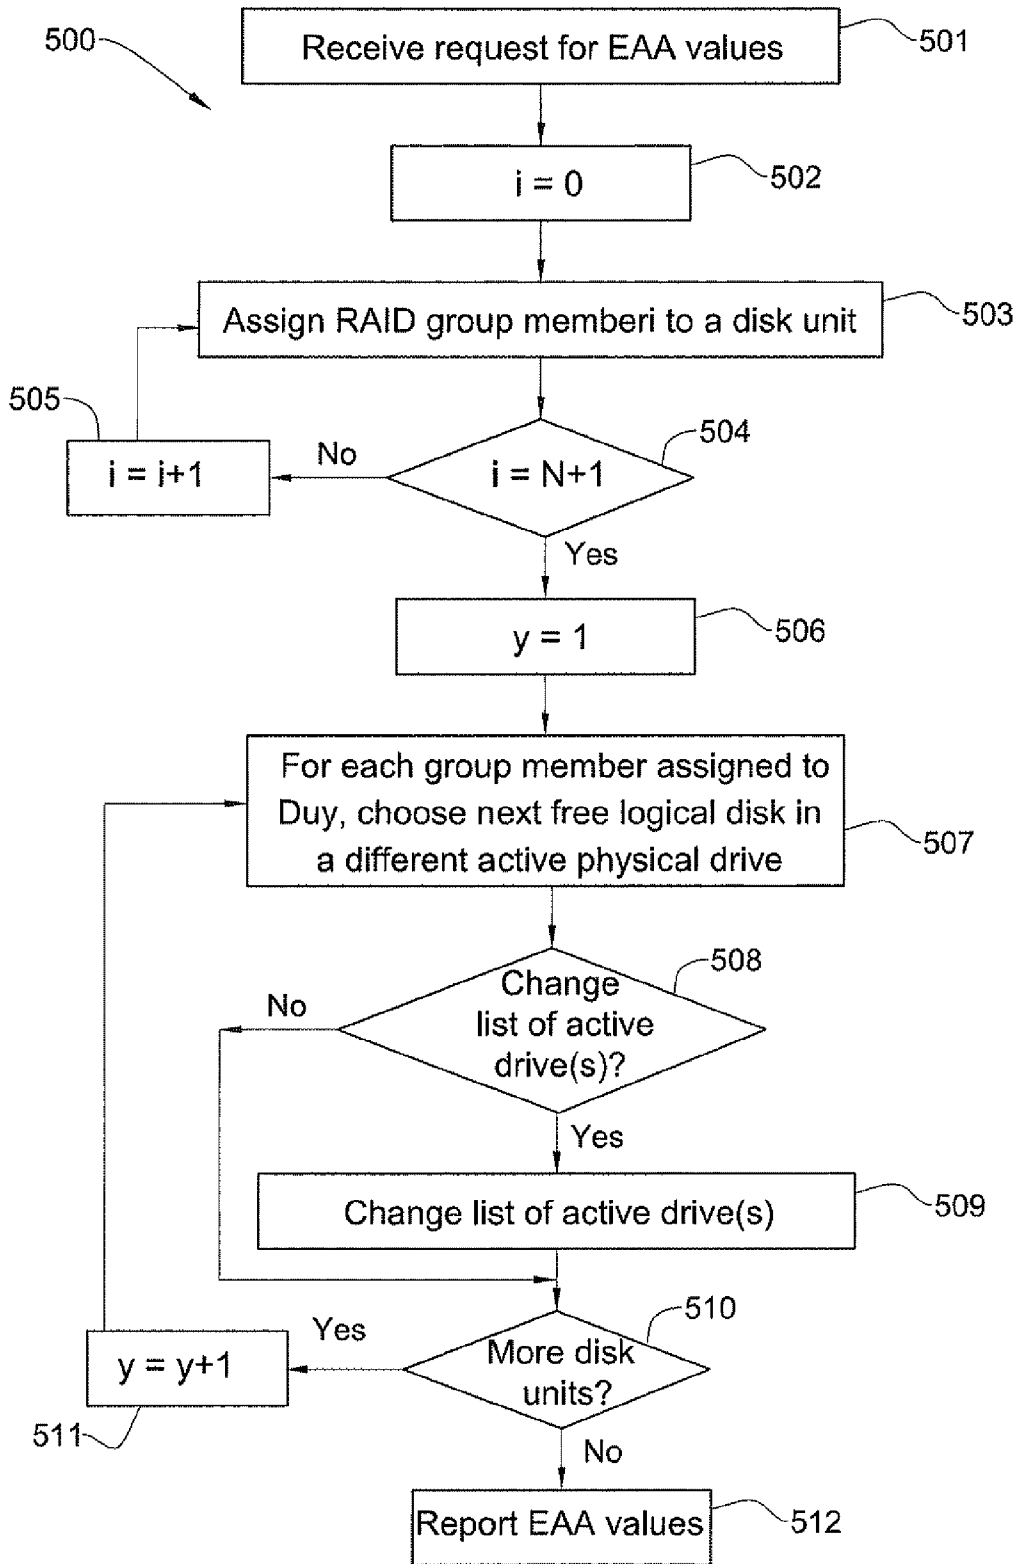 500
Receive request for EAA values
501
i = 0
502
Assign RAID group memberi to a disk unit
503
505
i = i+1
No
i = N+1
504
Yes
y = 1
506
For each group member assigned to
Duy, choose next free logical disk in
a different active physical drive
507
Change
list of active
drive(s)?
508
No
Yes
Change list of active drive(s)
509
More disk
units?
510
Yes
y = y+1
511
No
Report EAA values
512